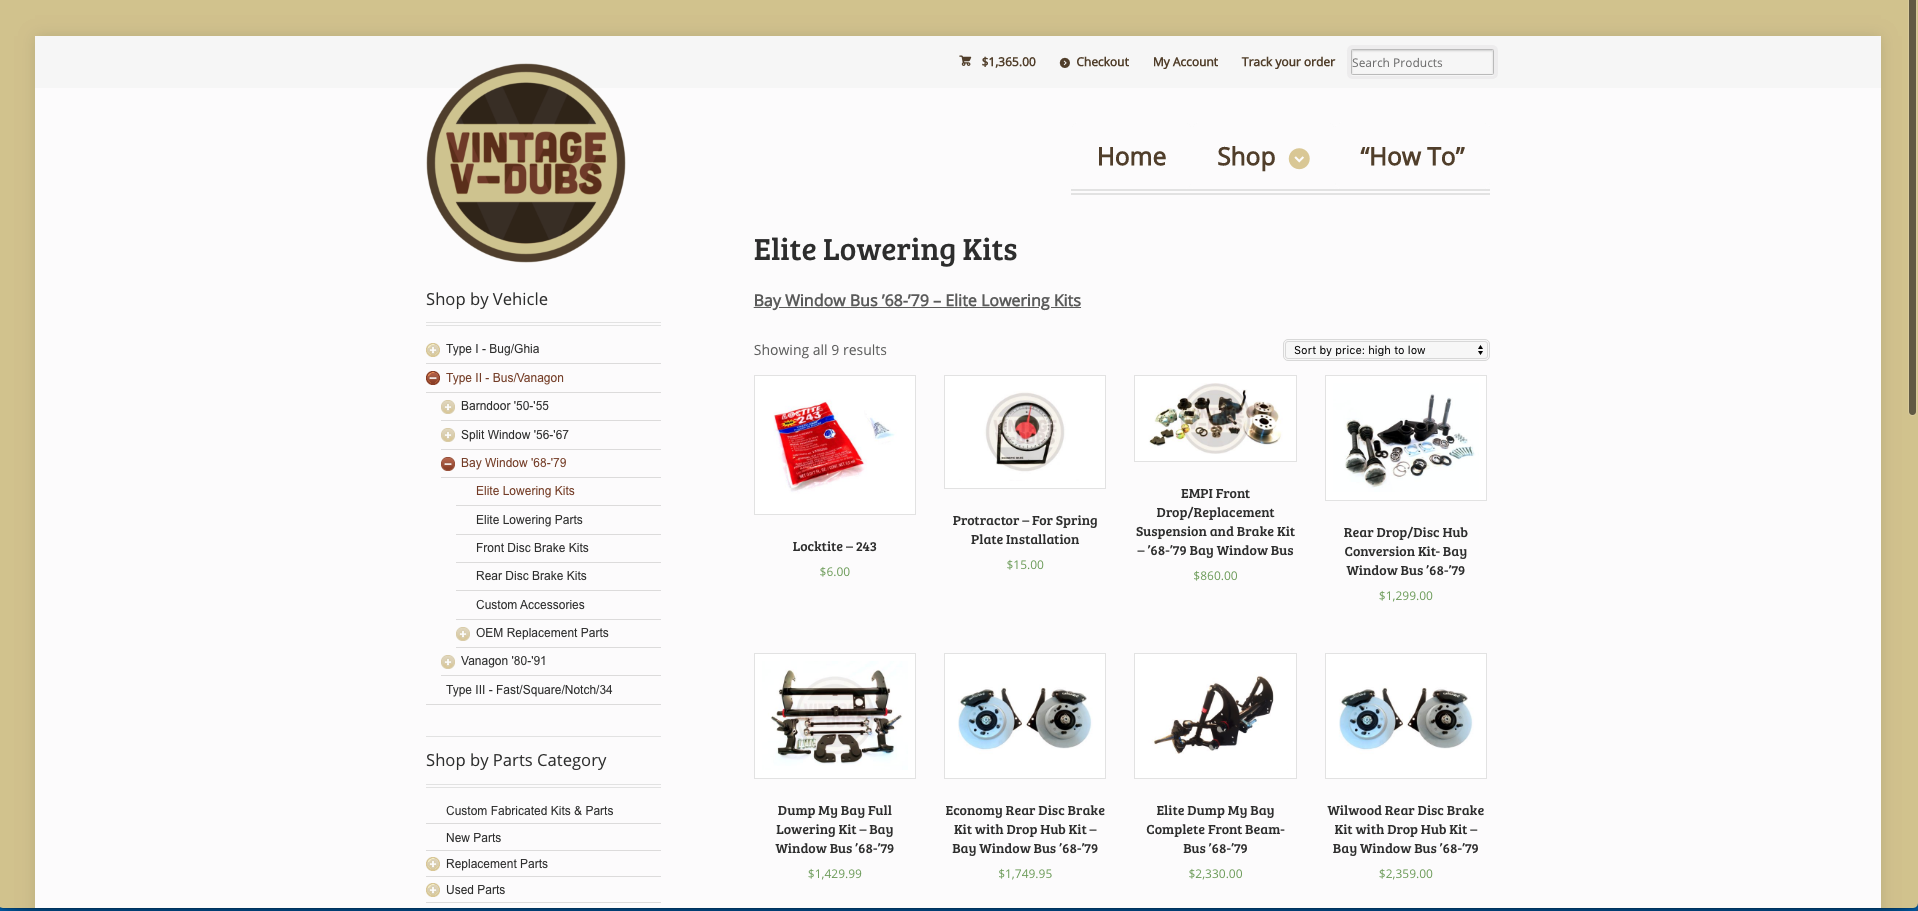 $1,365.00 Checkout My Account Track your order Search Products
VINTAGE
V-DUBS
Home Shop “How To”
Shop by Vehicle
Type I - Bug/Ghia
Type II - Bus/Vanagon
Barndoor '50-'55
Split Window '56-'67
Bay Window '68-'79
Elite Lowering Kits
Elite Lowering Parts
Front Disc Brake Kits
Rear Disc Brake Kits
Custom Accessories
OEM Replacement Parts
Vanagon '80-'91
Type III - Fast/Square/Notch/34
Shop by Parts Category
Custom Fabricated Kits & Parts
New Parts
Replacement Parts
Used Parts
Elite Lowering Kits
Bay Window Bus ’68-’79 – Elite Lowering Kits
Showing all 9 results
Sort by price: high to low
LOCTITE
243
Locktite – 243
$6.00
Protractor – For Spring
Plate Installation
$15.00
EMPI Front
Drop/Replacement
Suspension and Brake Kit
– ’68-’79 Bay Window Bus
$860.00
Rear Drop/Disc Hub
Conversion Kit- Bay
Window Bus ’68-’79
$1,299.00
Dump My Bay Full
Lowering Kit – Bay
Window Bus ’68-’79
$1,429.99
Economy Rear Disc Brake
Kit with Drop Hub Kit –
Bay Window Bus ’68-’79
$1,749.95
Elite Dump My Bay
Complete Front Beam-
Bus ’68-’79
$2,330.00
Wilwood Rear Disc Brake
Kit with Drop Hub Kit –
Bay Window Bus ’68-’79
$2,359.00